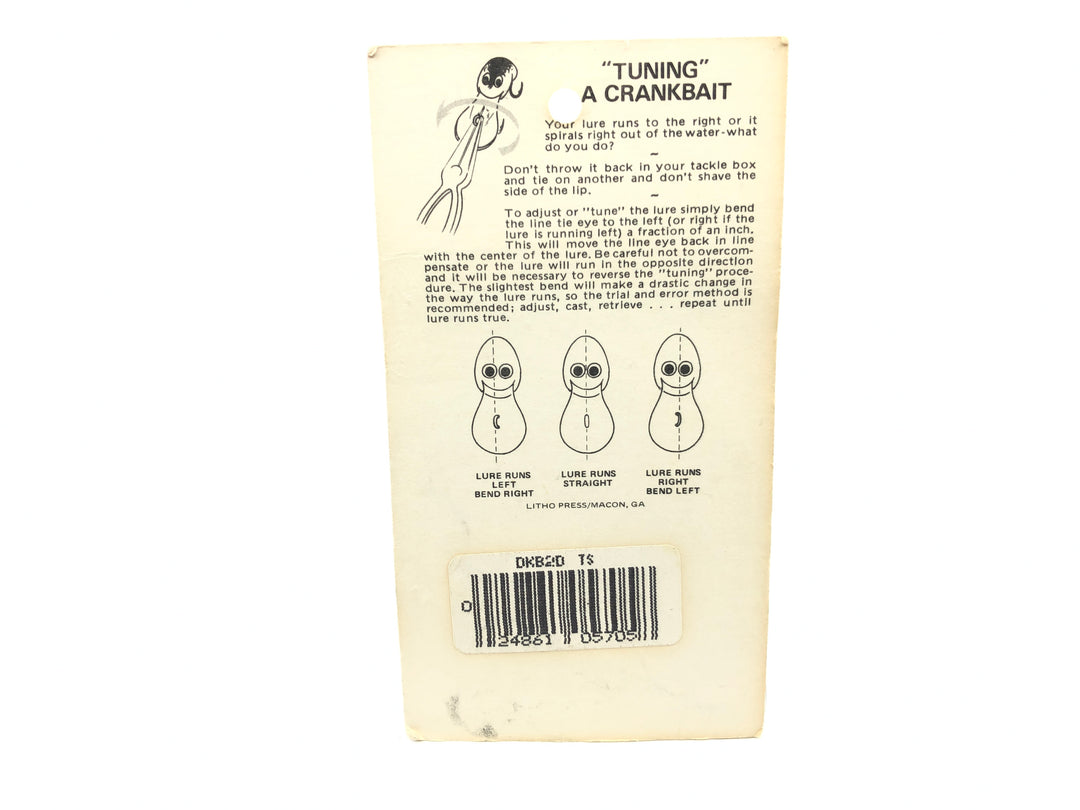 "TUNING"
A CRANKBAIT
Your lure runs to the right or it
spirals right out of the water-what
do you do?
~
Don't throw it back in your tackle box
and tie on another and don't shave the
side of the lip.
~
To adjust or "tune" the lure simply bend
the line tie eye to the left (or right if the
lure is running left) a fraction of an inch.
This will move the line eye back in line
with the center of the lure. Be careful not to overcom-
pensate or the lure will run in the opposite direction
and it will be necessary to reverse the "tuning" proce-
dure. The slightest bend will make a drastic change in
the way the lure runs, so the trial and error method is
recommended; adjust, cast, retrieve . . . repeat until
lure runs true.
LURE RUNS
LEFT
BEND RIGHT
LURE RUNS
STRAIGHT
LURE RUNS
RIGHT
BEND LEFT
LITHO PRESS/MACON, GA
DKB2D TS
0 24861 05705